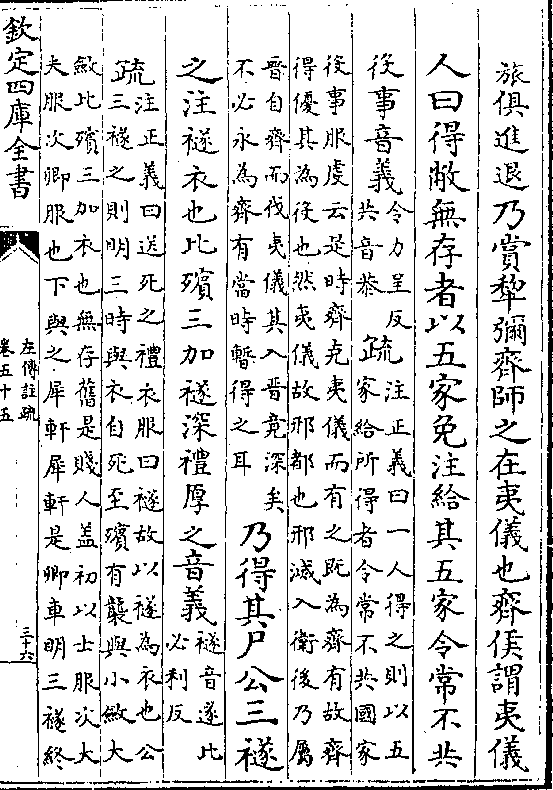 旅俱進退乃賞犂彌齊師之在夷儀也齊侯謂夷儀
人曰得敝無存者以五家免注給其五家令常不共
役事音義令力呈反共音恭疏注正義曰一人得之則以五家給所得者令常不共國家
役事服虔云是時齊克夷儀而有之既為齊有故齊
得優其為役也然夷儀故邢都也邢滅入衛後乃屬
晉自齊而伐夷儀其入晉竟深矣
不必永為齊有當時暫得之耳
乃得其尸公三襚
之注襚衣也比殯三加襚深禮厚之音義襚音遂比必利反
疏注正義曰送死之禮衣服曰襚故以襚為衣也公
三襚之則明三時與衣自死至殯有襲與小斂大
斂比殯三加衣也無存舊是賤人蓋初以士服次大
夫服次卿服也下與之犀軒犀軒是卿車明三襚終
欽定四庫全書
左傳註疏
卷五十五
三十六